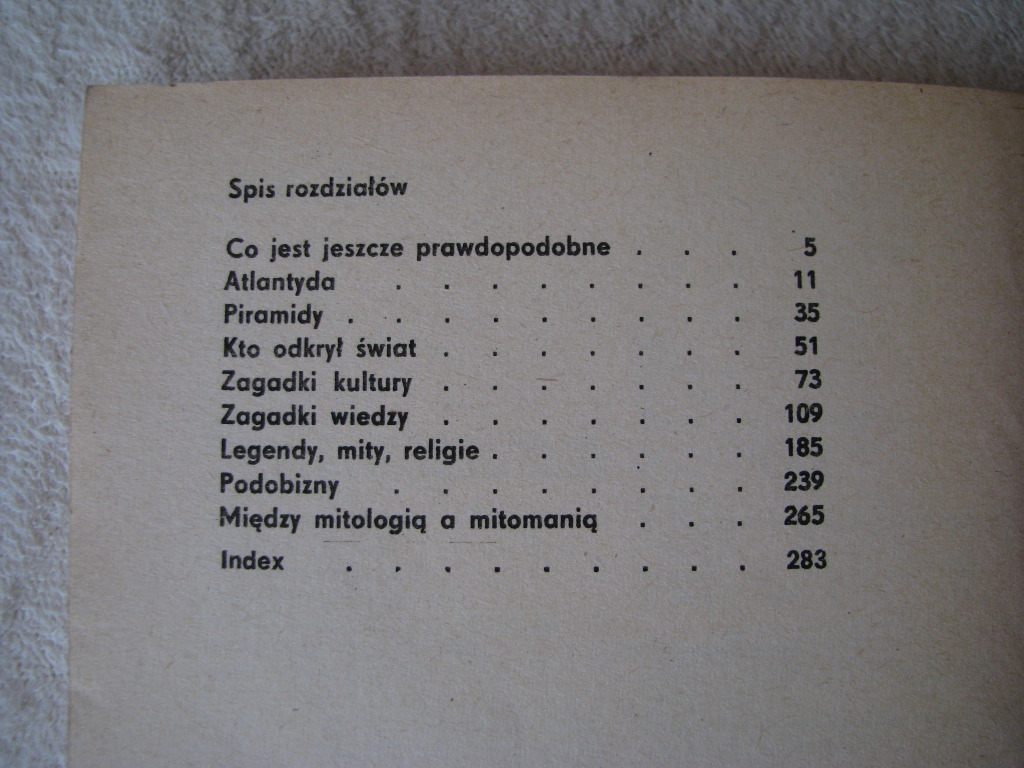 Spis rozdziałów
Co jest jeszcze prawdopodobne . . . 5
Atlantyda . . . . . . . . 11
Piramidy . . . . . . . . . 35
Kto odkrył świat . . . . . . . 51
Zagadki kultury . . . . . . . 73
Zagadki wiedzy . . . . . . . 109
Legendy, mity, religie . . . . . . 185
Podobizny . . . . . . . . 239
Między mitologią a mitomanią . . . 265
Index . . . . . . . . . 283